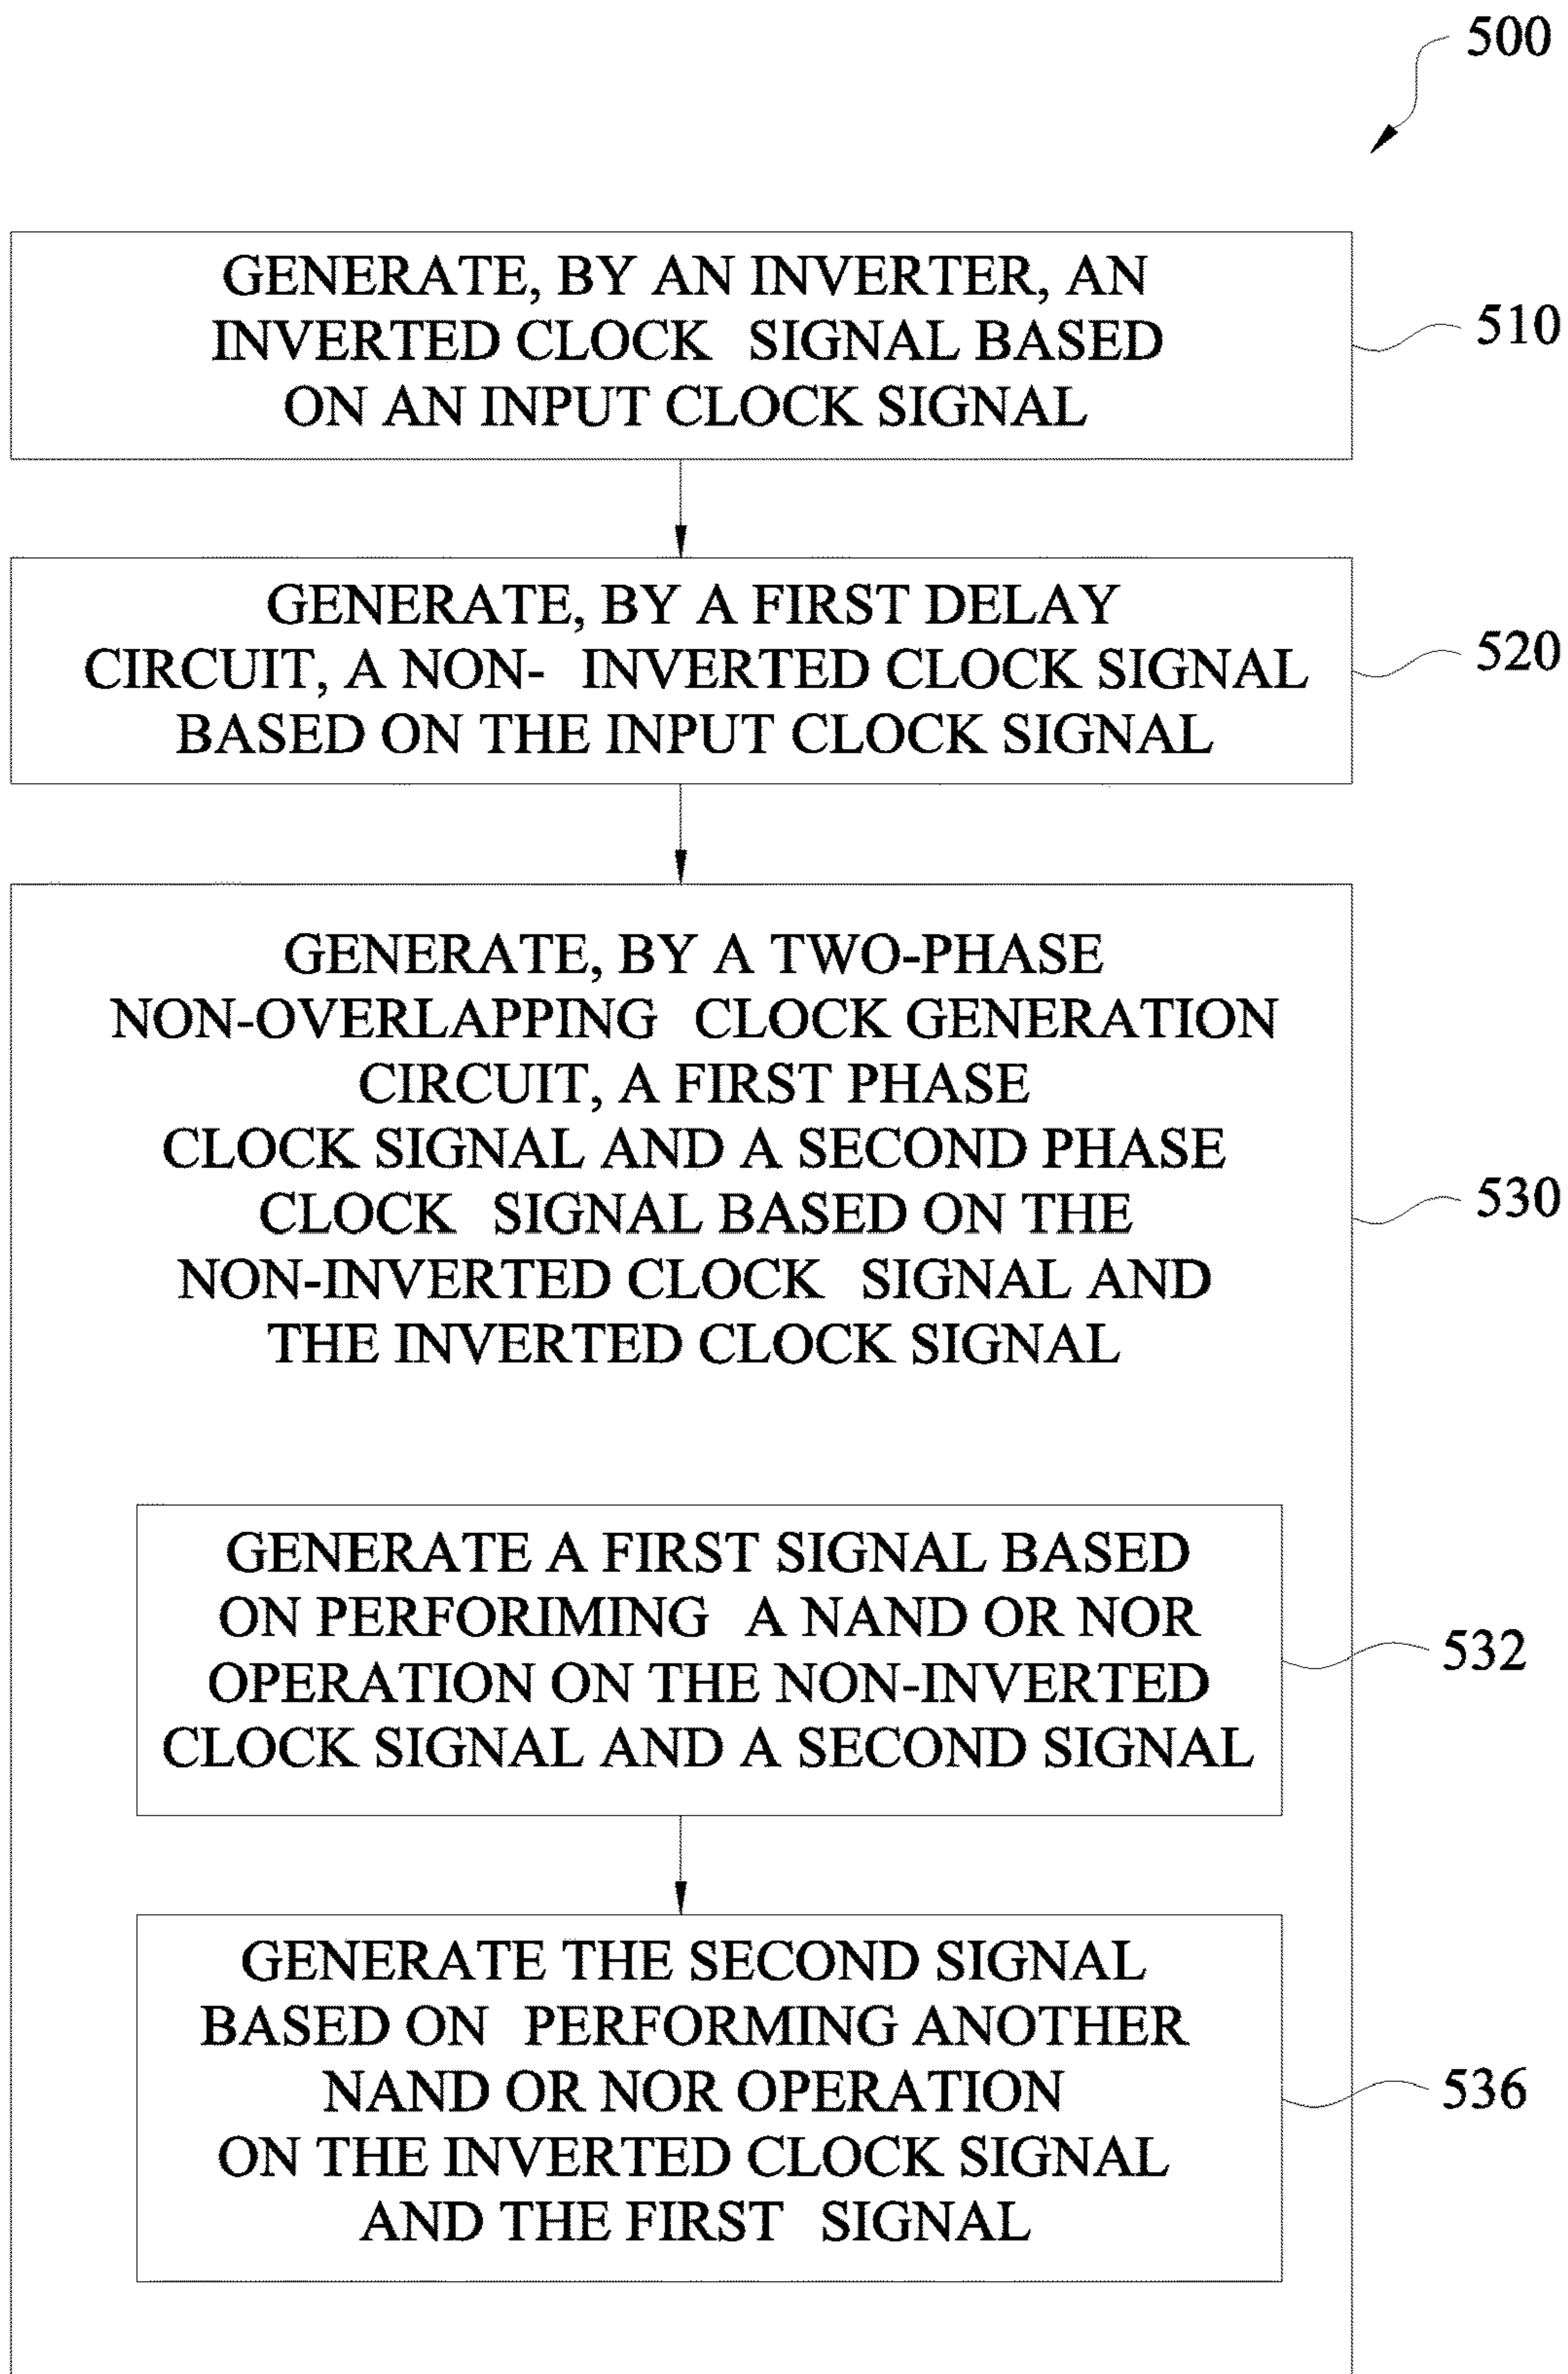 500
GENERATE, BY AN INVERTER, AN
INVERTED CLOCK SIGNAL BASED
ON AN INPUT CLOCK SIGNAL
510
GENERATE, BY A FIRST DELAY
CIRCUIT, A NON- INVERTED CLOCK SIGNAL
BASED ON THE INPUT CLOCK SIGNAL
520
GENERATE, BY A TWO-PHASE
NON-OVERLAPPING CLOCK GENERATION
CIRCUIT, A FIRST PHASE
CLOCK SIGNAL AND A SECOND PHASE
CLOCK SIGNAL BASED ON THE
NON-INVERTED CLOCK SIGNAL AND
THE INVERTED CLOCK SIGNAL
530
GENERATE A FIRST SIGNAL BASED
ON PERFORIMING A NAND OR NOR
OPERATION ON THE NON-INVERTED
CLOCK SIGNAL AND A SECOND SIGNAL
532
GENERATE THE SECOND SIGNAL
BASED ON PERFORMING ANOTHER
NAND OR NOR OPERATION
ON THE INVERTED CLOCK SIGNAL
AND THE FIRST SIGNAL
536